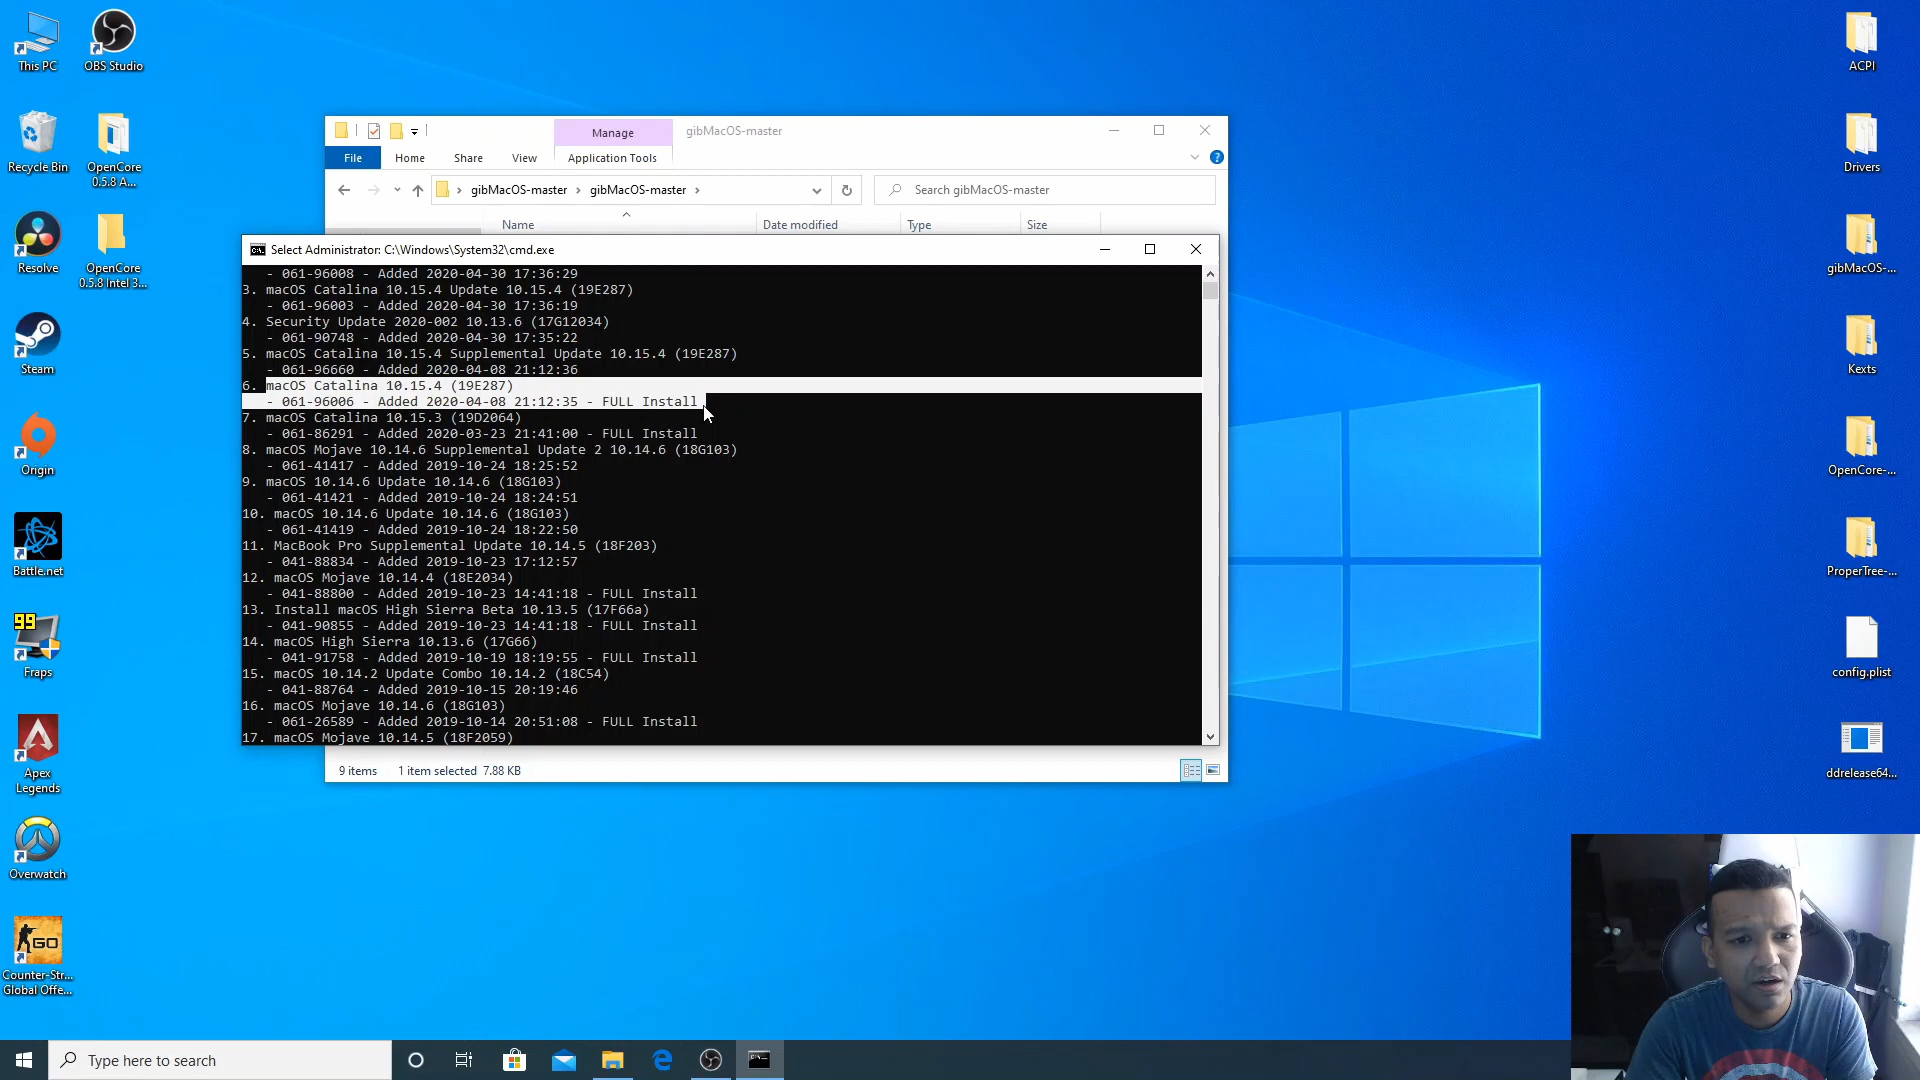 This PC
OBS Studio
Recycle Bin
OpenCore
0.5.8 A...
Resolve
OpenCore
0.5.8 Intel 3...
Steam
Origin
Battle.net
99
Fraps
Apex
Legends
Overwatch
GO
Counter-Str...
Global Offe...
Manage
gibMacOS-master
File
Home
Share
View
Application Tools
gibMacOS-master
gibMacOS-master
Search gibMacOS-master
Name
Date modified
Type
Size
Select Administrator: C:\Windows\System32\cmd.exe
- 061-96008 - Added 2020-04-30 17:36:29
3. macOS Catalina 10.15.4 Update 10.15.4 (19E287)
- 061-96003 - Added 2020-04-30 17:36:19
4. Security Update 2020-002 10.13.6 (17G12034)
- 061-90748 - Added 2020-04-30 17:35:22
5. macOS Catalina 10.15.4 Supplemental Update 10.15.4 (19E287)
- 061-96660 - Added 2020-04-08 21:12:36
6. macOS Catalina 10.15.4 (19E287)
- 061-96006 - Added 2020-04-08 21:12:35 - FULL Install
7. macOS Catalina 10.15.3 (19D2064)
- 061-86291 - Added 2020-03-23 21:41:00 - FULL Install
8. macOS Mojave 10.14.6 Supplemental Update 2 10.14.6 (18G103)
- 061-41417 - Added 2019-10-24 18:25:52
9. macOS 10.14.6 Update 10.14.6 (18G103)
- 061-41421 - Added 2019-10-24 18:24:51
10. macOS 10.14.6 Update 10.14.6 (18G103)
- 061-41419 - Added 2019-10-24 18:22:50
11. MacBook Pro Supplemental Update 10.14.5 (18F203)
- 041-88834 - Added 2019-10-23 17:12:57
12. macOS Mojave 10.14.4 (18E2034)
- 041-88800 - Added 2019-10-23 14:41:18 - FULL Install
13. Install macOS High Sierra Beta 10.13.5 (17F66a)
- 041-90855 - Added 2019-10-23 14:41:18 - FULL Install
14. macOS High Sierra 10.13.6 (17G66)
- 041-91758 - Added 2019-10-19 18:19:55 - FULL Install
15. macOS 10.14.2 Update Combo 10.14.2 (18C54)
- 041-88764 - Added 2019-10-15 20:19:46
16. macOS Mojave 10.14.6 (18G103)
- 061-26589 - Added 2019-10-14 20:51:08 - FULL Install
17. macOS Mojave 10.14.5 (18F2059)
9 items
1 item selected 7.88 KB
ACPI
Drivers
gibMacOS-...
Kexts
OpenCore-...
ProperTree-...
config.plist
ddrelease64...
Type here to search